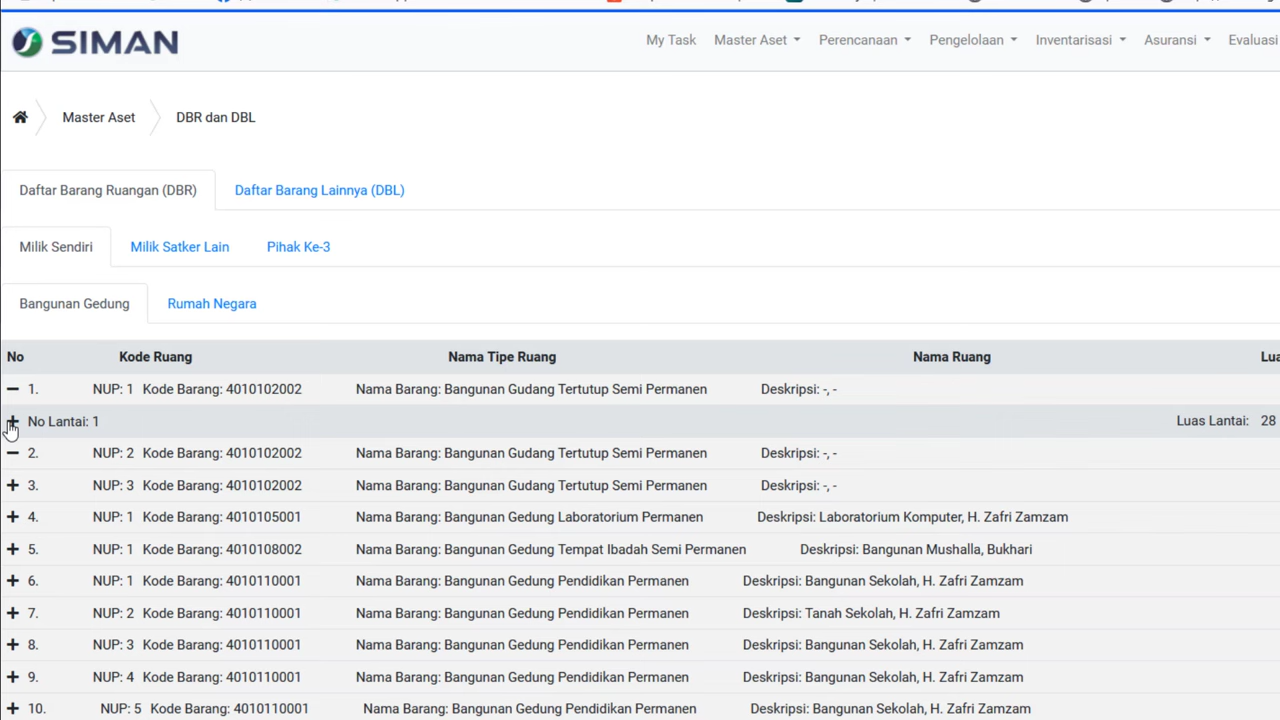 SIMAN
My Task Master Aset Perencanaan Pengelolaan Inventarisasi Asuransi Evaluasi
Master Aset DBR dan DBL
Daftar Barang Ruangan (DBR) Daftar Barang Lainnya (DBL)
Milik Sendiri Milik Satker Lain Pihak Ke-3
Bangunan Gedung Rumah Negara
No Kode Ruang Nama Tipe Ruang Nama Ruang
1. NUP: 1 Kode Barang: 4010102002 Nama Barang: Bangunan Gudang Tertutup Semi Permanen Deskripsi: -, -
No Lantai: 1 Luas Lantai: 28
2. NUP: 2 Kode Barang: 4010102002 Nama Barang: Bangunan Gudang Tertutup Semi Permanen Deskripsi: -, -
3. NUP: 3 Kode Barang: 4010102002 Nama Barang: Bangunan Gudang Tertutup Semi Permanen Deskripsi: -, -
4. NUP: 1 Kode Barang: 4010105001 Nama Barang: Bangunan Gedung Laboratorium Permanen Deskripsi: Laboratorium Komputer, H. Zafri Zamzam
5. NUP: 1 Kode Barang: 4010108002 Nama Barang: Bangunan Gedung Tempat Ibadah Semi Permanen Deskripsi: Bangunan Mushalla, Bukhari
6. NUP: 1 Kode Barang: 4010110001 Nama Barang: Bangunan Gedung Pendidikan Permanen Deskripsi: Bangunan Sekolah, H. Zafri Zamzam
7. NUP: 2 Kode Barang: 4010110001 Nama Barang: Bangunan Gedung Pendidikan Permanen Deskripsi: Tanah Sekolah, H. Zafri Zamzam
8. NUP: 3 Kode Barang: 4010110001 Nama Barang: Bangunan Gedung Pendidikan Permanen Deskripsi: Bangunan Sekolah, H. Zafri Zamzam
9. NUP: 4 Kode Barang: 4010110001 Nama Barang: Bangunan Gedung Pendidikan Permanen Deskripsi: Bangunan Sekolah, H. Zafri Zamzam
10. NUP: 5 Kode Barang: 4010110001 Nama Barang: Bangunan Gedung Pendidikan Permanen Deskripsi: Bangunan Sekolah, H. Zafri Zamzam